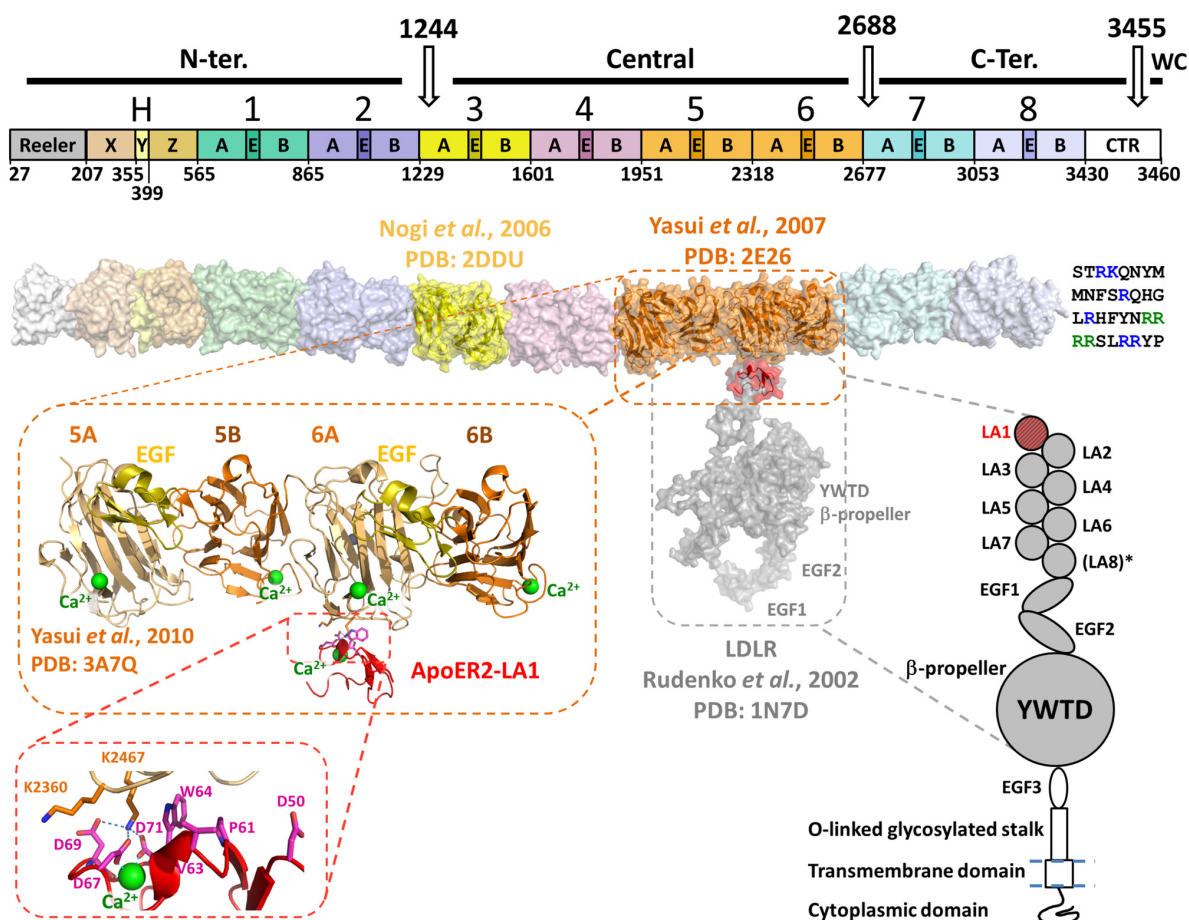 1244
2688
3455
N-ter.
Central
C-Ter.
WC
H 1 2 3 4 5 6 7 8
Reeler X Y Z A E B A E B A E B A E B A E B A E B A E B A E B CTR
27 207 355 565 865 1229 1601 1951 2318 2677 3053 3430 3460
399
Nogi et al., 2006
PDB: 2DDU
Yasui et al., 2007
PDB: 2E26
STRKQNYM
MNFSRQHG
LRHFYNRR
RRSLRRYP
5A
EGF
5B
6A
EGF
6B
Ca2+
Ca2+
Ca2+
Ca2+
Yasui et al., 2010
PDB: 3A7Q
Ca2+
ApoER2-LA1
YWTD
β-propeller
EGF2
EGF1
LDLR
Rudenko et al., 2002
PDB: 1N7D
LA1
LA2
LA3
LA4
LA5
LA6
LA7
(LA8)*
EGF1
EGF2
β-propeller
YWTD
EGF3
O-linked glycosylated stalk
Transmembrane domain
Cytoplasmic domain
K2467
K2360
W64
D50
D71
P61
D69
V63
D67
Ca2+